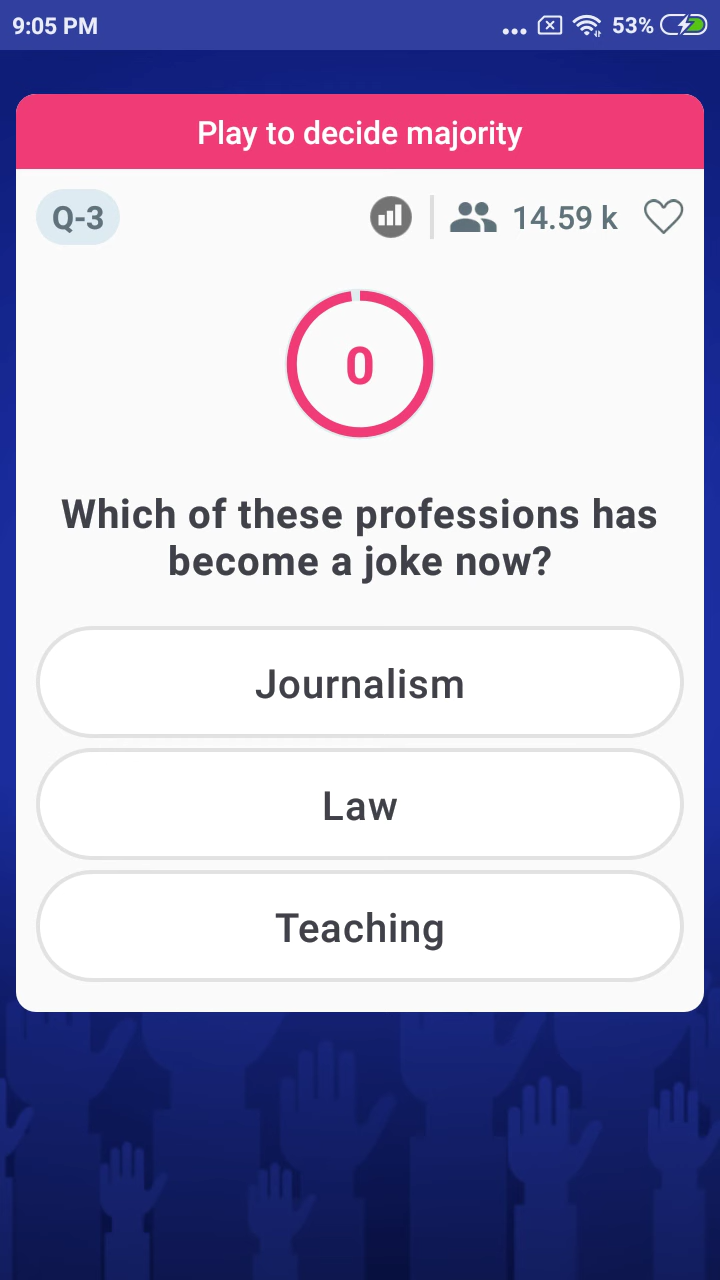 9:05 PM
53%
Play to decide majority
Q-3
14.59 k
0
Which of these professions has
become a joke now?
Journalism
Law
Teaching